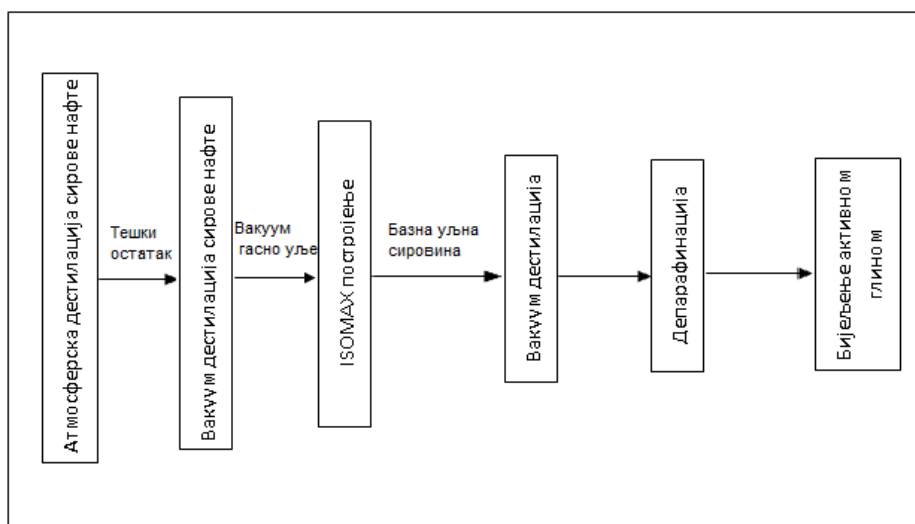 Атмосферска дестилација сирове нафте
Тешки
остатак
Вакуум дестилација сирове нафте
Вакуум
гасно уље
ISOMAX постројење
Базна уљна
сировина
Вакуум дестилација
Депарафинација
Бијељење активном
глином